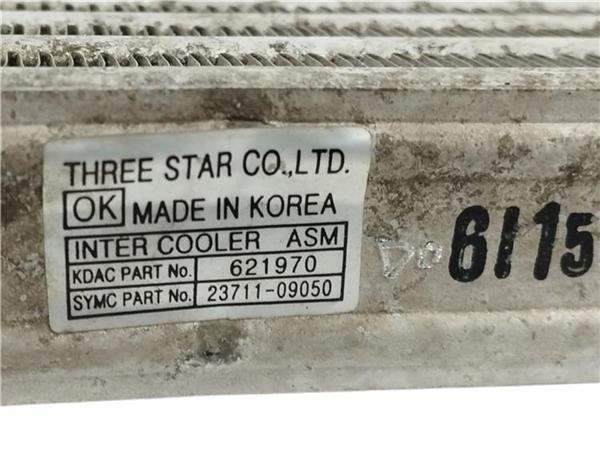 THREE STAR CO.,LTD.
OK MADE IN KOREA
INTER COOLER ASM
KDAC PART No. 621970
SYMC PART No. 23711-09050
6115